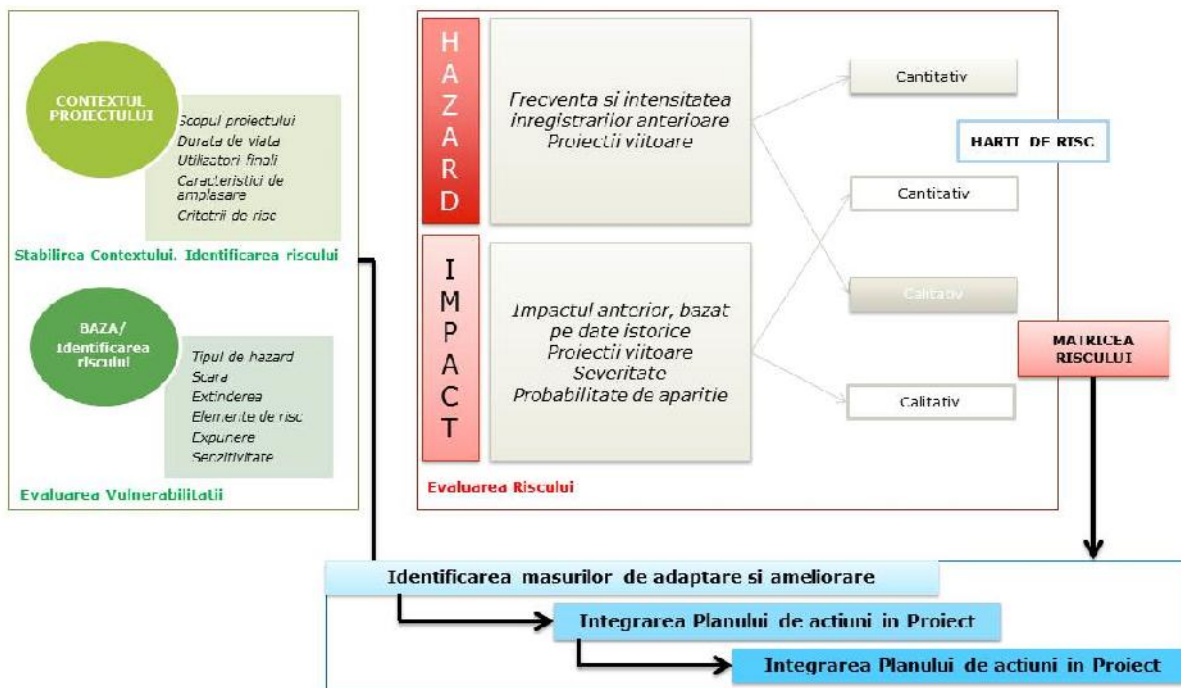 CONTEXTUL
PROIECTULUI
Scopul proiectului
Durata de viata
Utilizatori finali
Caracteristici de
amplasare
Critetrii de risc
Stabilirea Contextului. Identificarea riscului
BAZA/
Identificarea
riscului
Tipul de hazard
Scara
Extinderea
Elemente de risc
Expunere
Senzitivitate
Evaluarea Vulnerabilitatii
H
A
Z
A
R
D
Frecventa si intensitatea
inregistrarilor anterioare
Proiectii viitoare
I
M
P
A
C
T
Impactul anterior, bazat
pe date istorice
Proiectii viitoare
Severitate
Probabilitate de aparitie
Evaluarea Riscului
Cantitativ
HARTI DE RISC
Cantitativ
Calitativ
MATRICEA
RISCULUI
Calitativ
Identificarea masurilor de adaptare si ameliorare
Integrarea Planului de actiuni in Proiect
Integrarea Planului de actiuni in Proiect